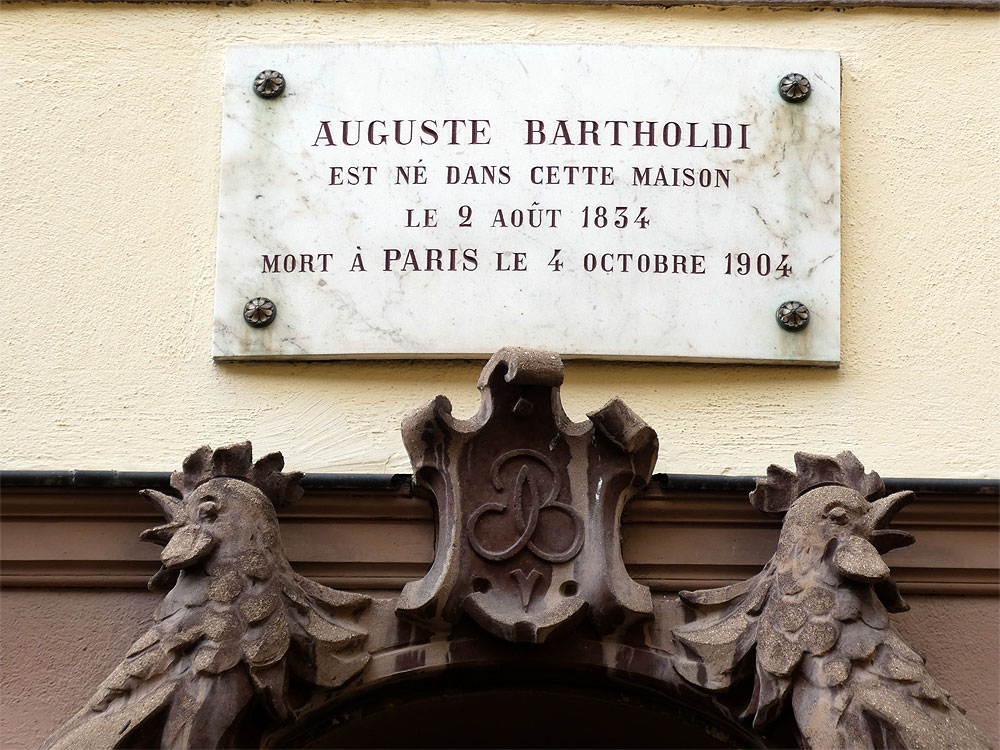 AUGUSTE BARTHOLDI
EST NÉ DANS CETTE MAISON
LE 2 AOÛT 1834
MORT À PARIS LE 4 OCTOBRE 1904